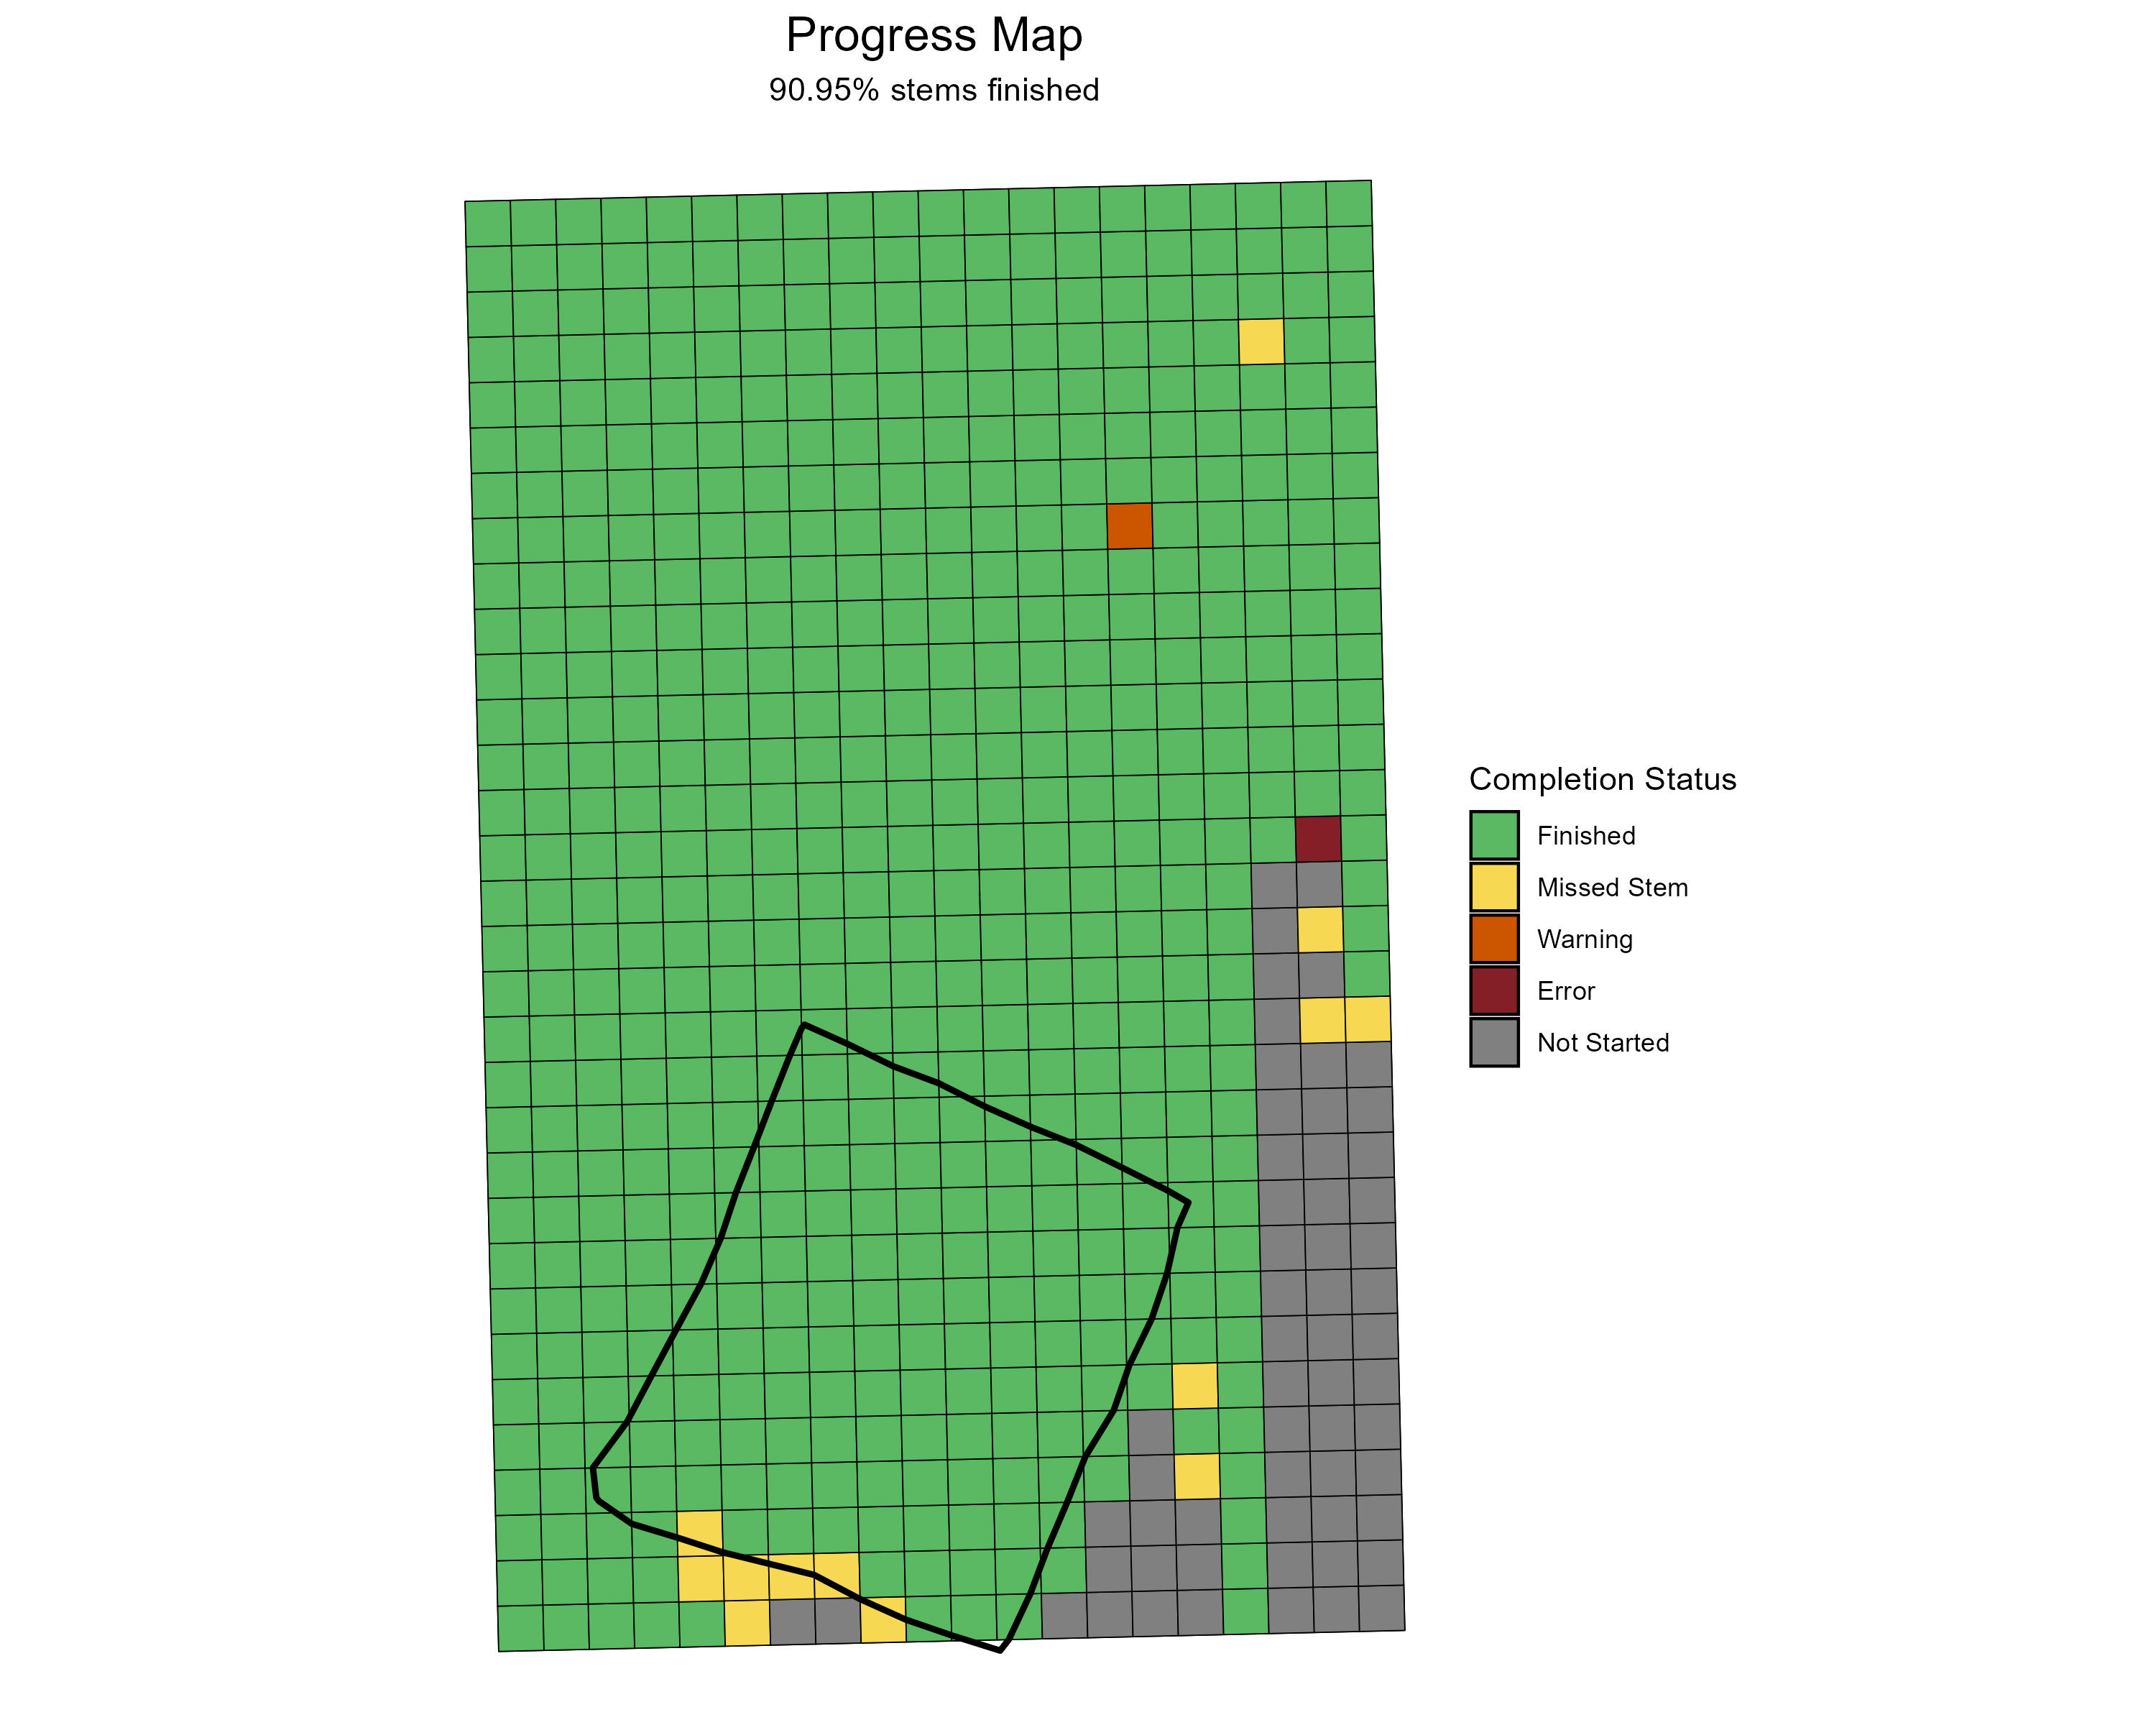 Progress Map
90.95% stems finished
Completion Status
Finished
Missed Stem
Warning
Error
Not Started